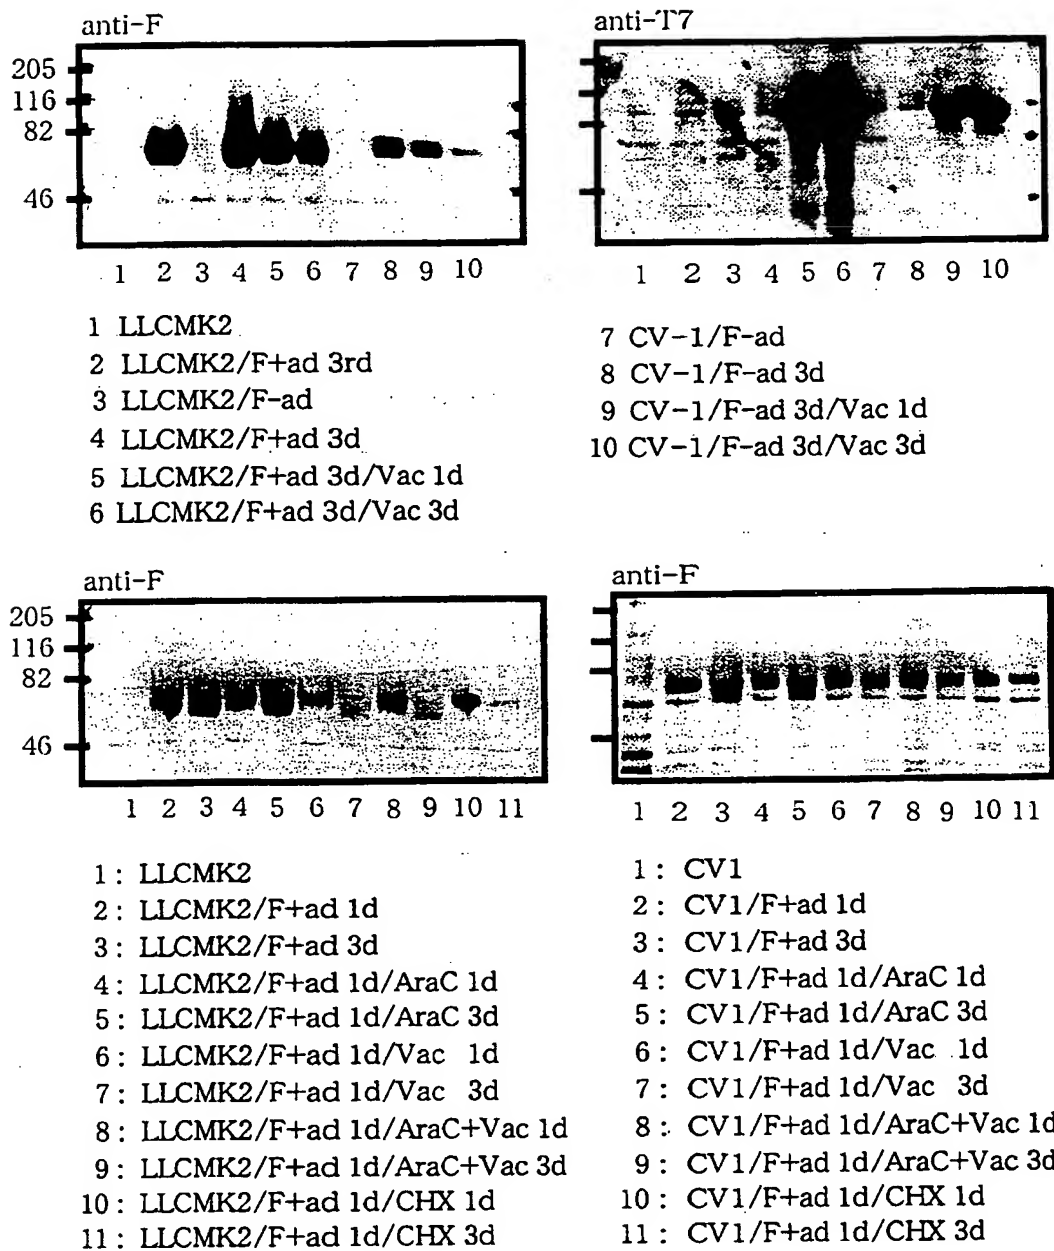 anti-F
205
116
82
46
1 2 3 4 5 6 7 8 9 10
anti-T7
1 2 3 4 5 6 7 8 9 10
1 LLCMK2
2 LLCMK2/F+ad 3rd
3 LLCMK2/F-ad
4 LLCMK2/F+ad 3d
5 LLCMK2/F+ad 3d/Vac 1d
6 LLCMK2/F+ad 3d/Vac 3d
7 CV-1/F-ad
8 CV-1/F-ad 3d
9 CV-1/F-ad 3d/Vac 1d
10 CV-1/F-ad 3d/Vac 3d
anti-F
205
116
82
46
1 2 3 4 5 6 7 8 9 10 11
anti-F
1 2 3 4 5 6 7 8 9 10 11
1: LLCMK2
2: LLCMK2/F+ad 1d
3: LLCMK2/F+ad 3d
4: LLCMK2/F+ad 1d/AraC 1d
5: LLCMK2/F+ad 1d/AraC 3d
6: LLCMK2/F+ad 1d/Vac 1d
7: LLCMK2/F+ad 1d/Vac 3d
8: LLCMK2/F+ad 1d/AraC+Vac 1d
9: LLCMK2/F+ad 1d/AraC+Vac 3d
10: LLCMK2/F+ad 1d/CHX 1d
11: LLCMK2/F+ad 1d/CHX 3d
1: CV1
2: CV1/F+ad 1d
3: CV1/F+ad 3d
4: CV1/F+ad 1d/AraC 1d
5: CV1/F+ad 1d/AraC 3d
6: CV1/F+ad 1d/Vac 1d
7: CV1/F+ad 1d/Vac 3d
8: CV1/F+ad 1d/AraC+Vac 1d
9: CV1/F+ad 1d/AraC+Vac 3d
10: CV1/F+ad 1d/CHX 1d
11: CV1/F+ad 1d/CHX 3d